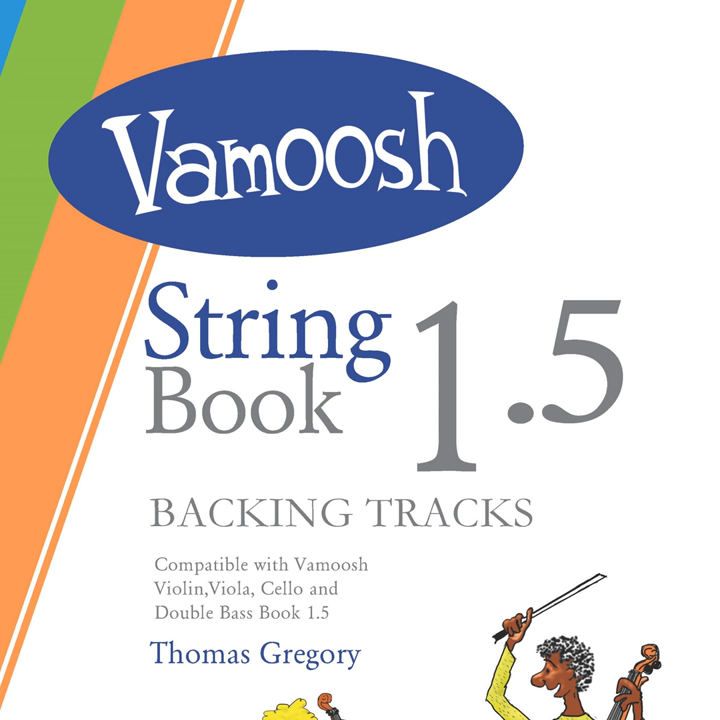 Vamoosh
String
Book
1.5
BACKING TRACKS
Compatible with Vamoosh
Violin,Viola, Cello and
Double Bass Book 1.5
Thomas Gregory